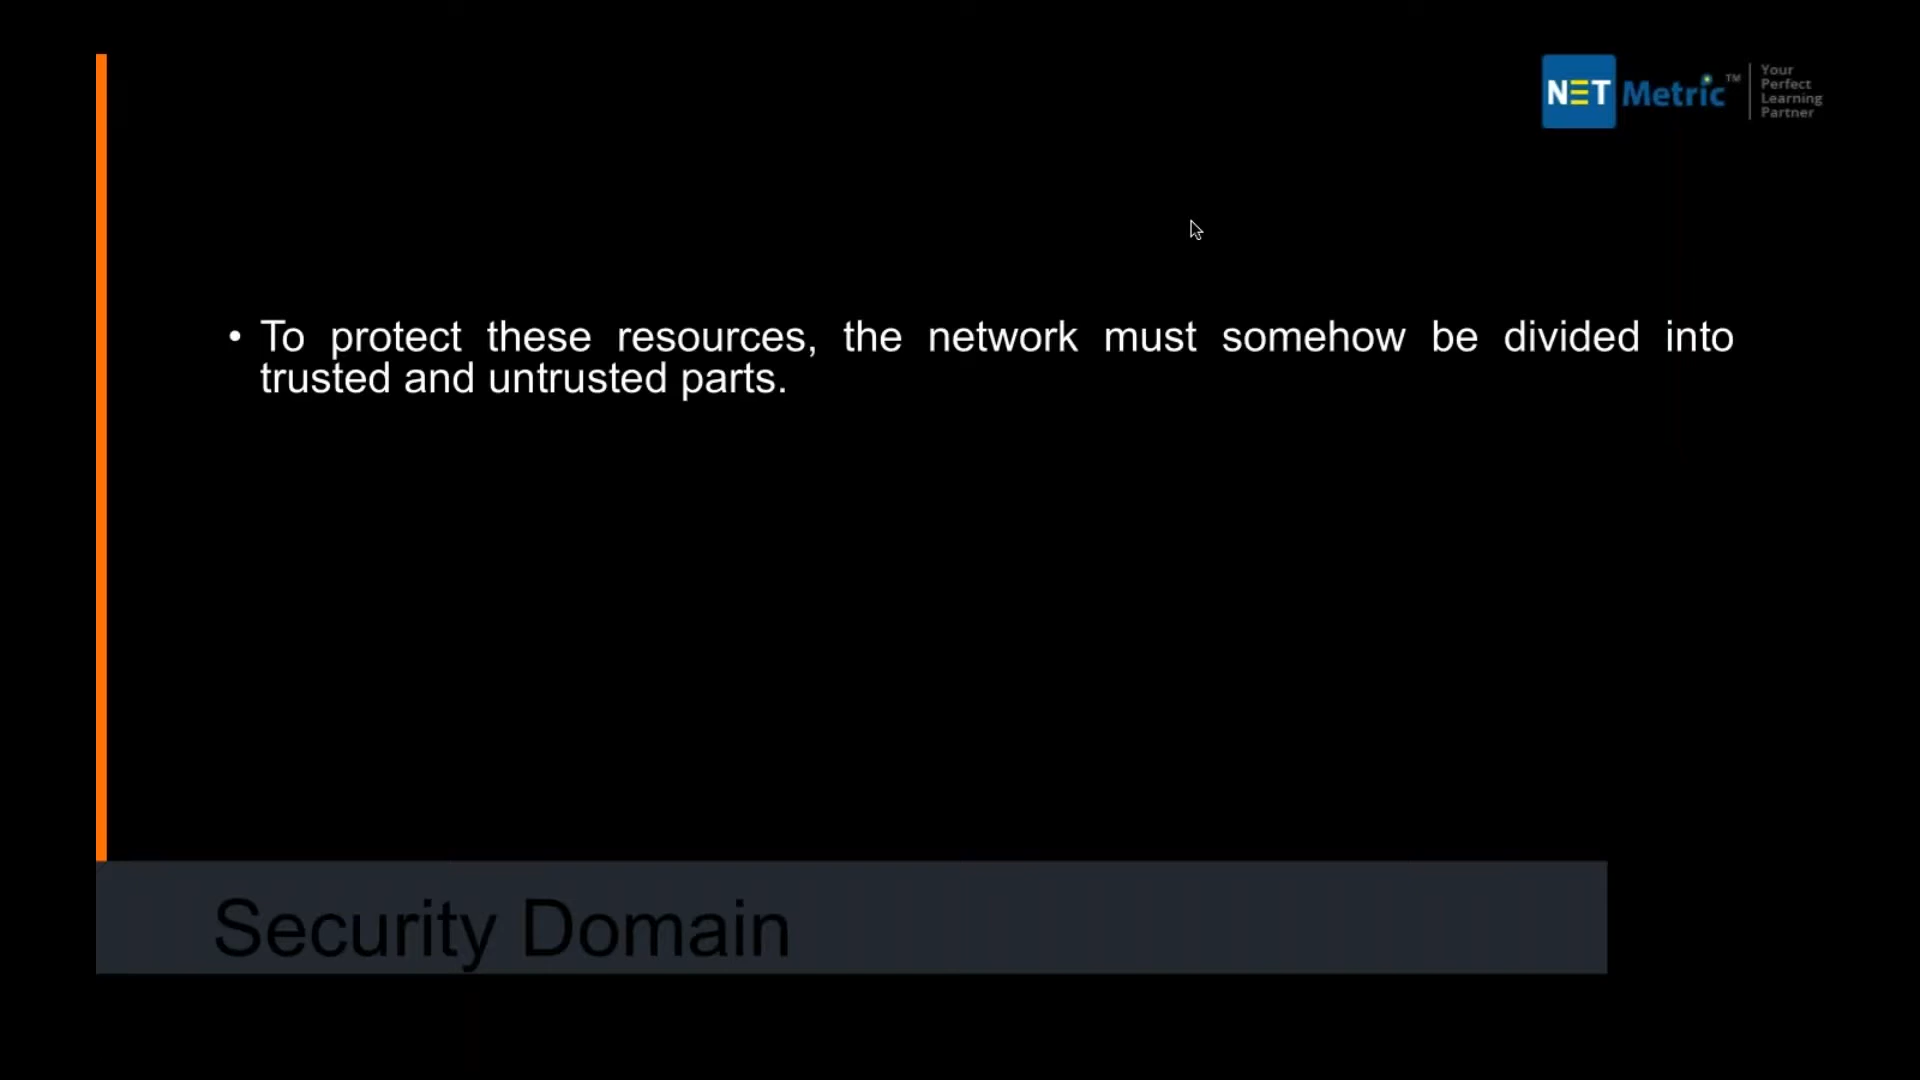 NET Metric™
Your
Perfect
Learning
Partner
• To protect these resources, the network must somehow be divided into
trusted and untrusted parts.
Security Domain